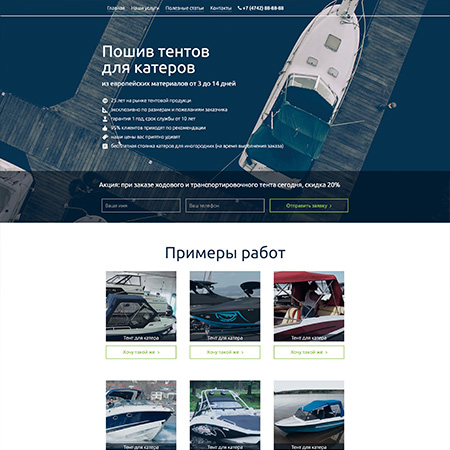 Главная Наши услуги Полезные статьи Контакты +7 (4742) 88-88-88
Пошив тентов
для катеров
из европейских материалов от 3 до 14 дней
25 лет на рынке тентовой продукци
эксклюзивно по размерам и пожеланиям заказчика
гарантия 1 год, срок службы от 10 лет
95% клиентов приходят по рекомендации
наши цены вас приятно удивят
бесплатная стоянка катеров для иногородних (на время выполнения заказа)
Акция: при заказе ходового и транспортировочного тента сегодня, скидка 20%
Ваше имя Ваш телефон Отправить заявку >
Примеры работ
Тент для катера Тент для катера Тент для катера
Хочу такой же > Хочу такой же > Хочу такой же >
Тент для катера Тент для катера Тент для катера